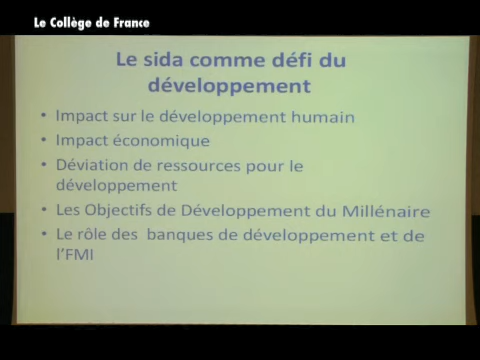 Le Collège de France
Le sida comme défi du
développement
• Impact sur le développement humain
• Impact économique
• Déviation de ressources pour le
développement
• Les Objectifs de Développement du Millénaire
• Le rôle des banques de développement et de
l'FMI